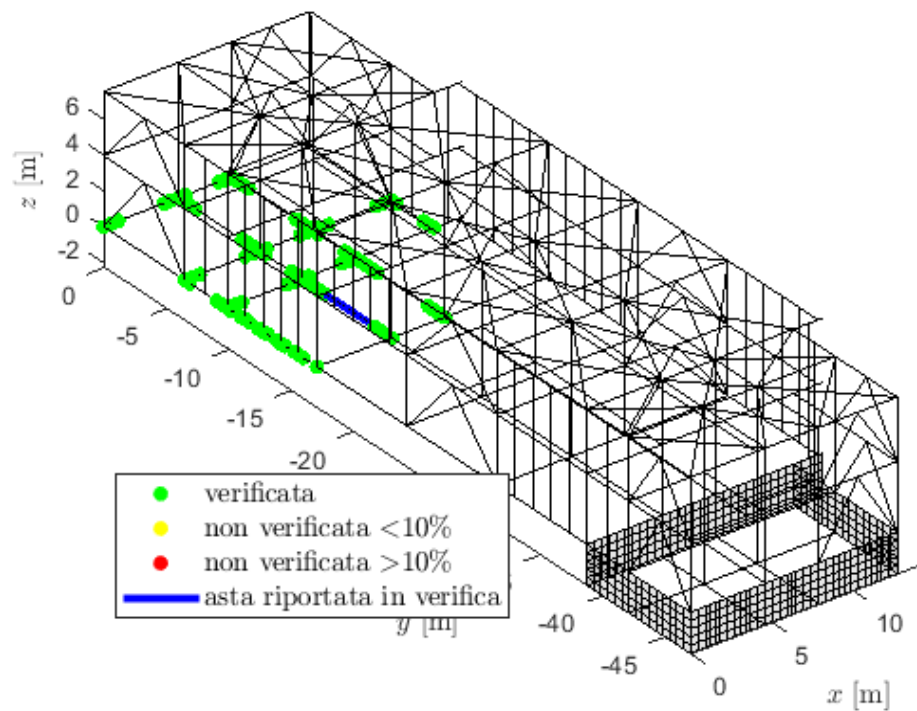 6
4
2
0
-2
z [m]
0
-5
-10
-15
-20
-40
-45
y [m]
0
5
10
x [m]
verificata
non verificata <10%
non verificata >10%
asta riportata in verifica